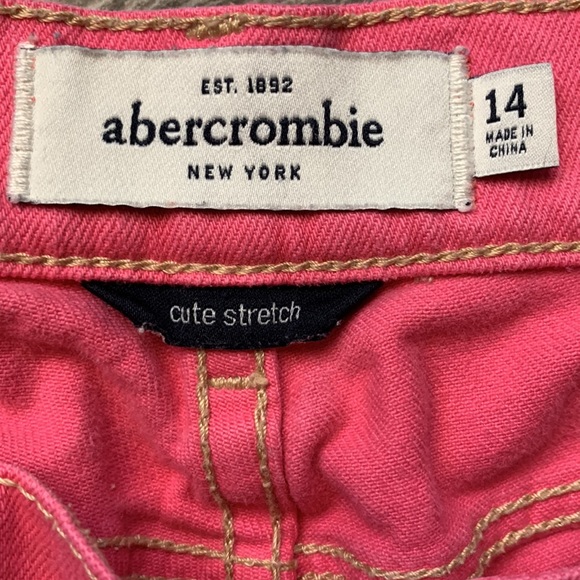 EST. 1892
abercrombie
NEW YORK
14
MADE IN
CHINA
cute stretch